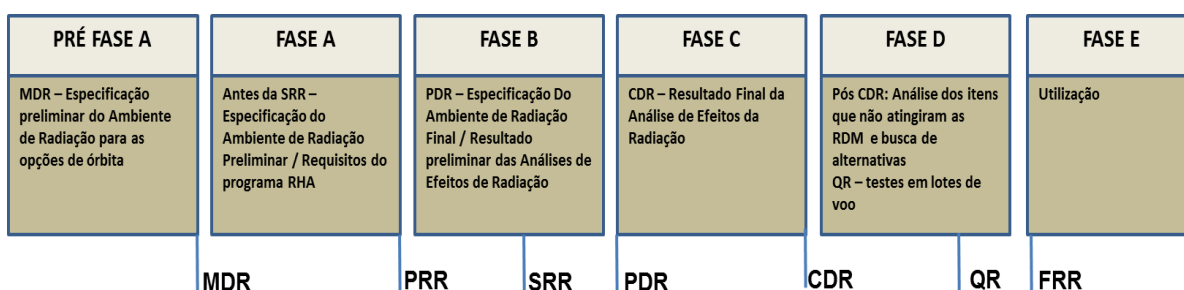 PRÉ FASE A
MDR – Especificação
preliminar do Ambiente
de Radiação para as
opções de órbita
FASE A
Antes da SRR –
Especificação do
Ambiente de Radiação
Preliminar / Requisitos do
programa RHA
FASE B
PDR – Especificação Do
Ambiente de Radiação
Final / Resultado
preliminar das Análises de
Efeitos de Radiação
FASE C
CDR – Resultado Final da
Análise de Efeitos da
Radiação
FASE D
Pós CDR: Análise dos itens
que não atingiram as
RDM e busca de
alternativas
QR – testes em lotes de
voo
FASE E
Utilização
MDR
PRR
SRR
PDR
CDR
QR
FRR